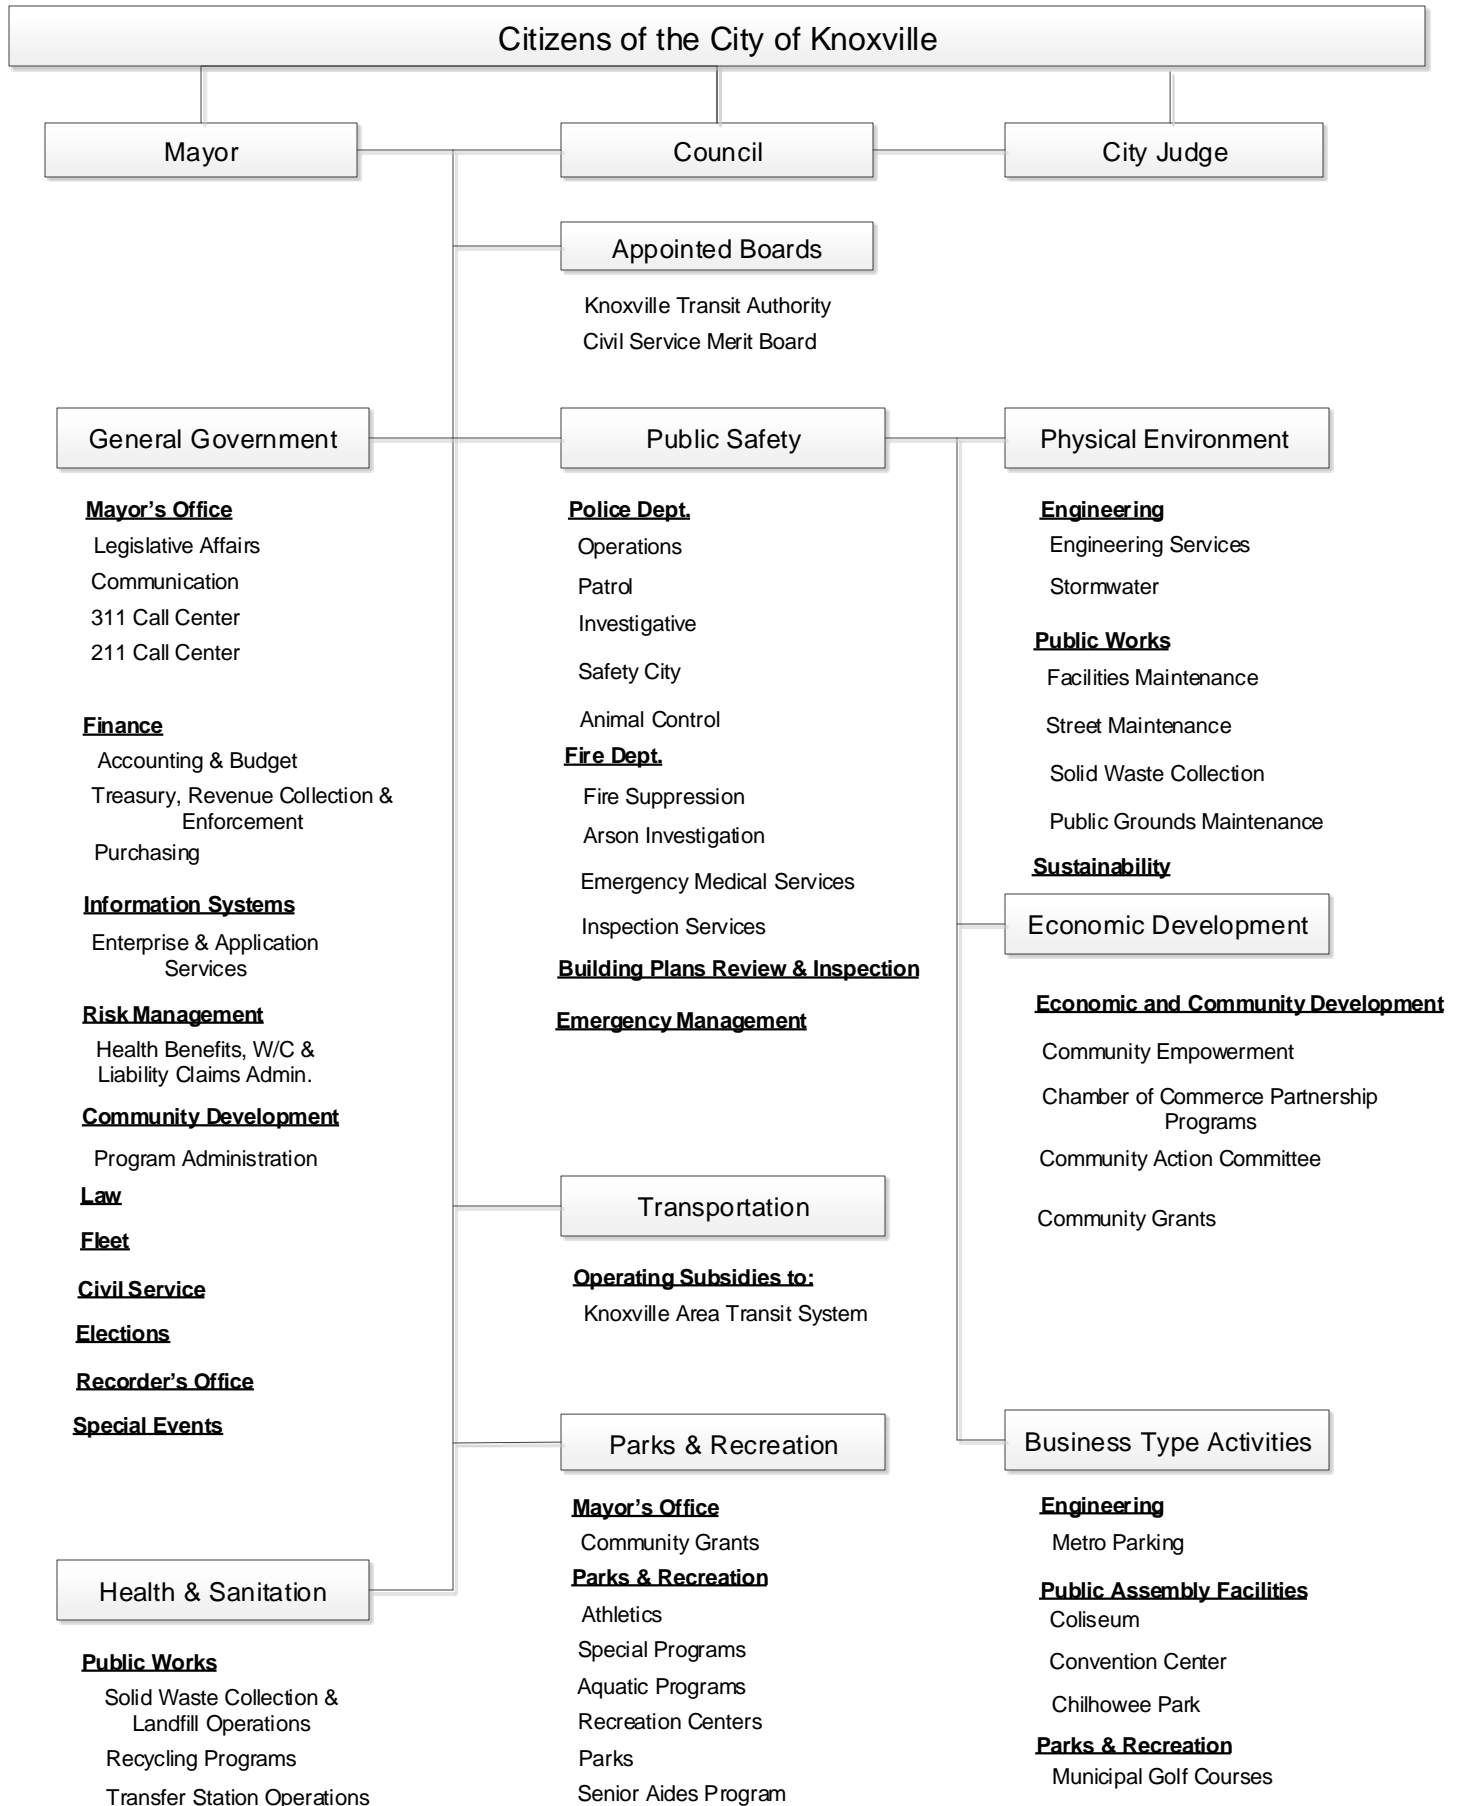 Citizens of the City of Knoxville
Mayor
Council
City Judge
Appointed Boards
Knoxville Transit Authority
Civil Service Merit Board
General Government
Mayor’s Office
Legislative Affairs
Communication
311 Call Center
211 Call Center
Finance
Accounting & Budget
Treasury, Revenue Collection &
Enforcement
Purchasing
Information Systems
Enterprise & Application
Services
Risk Management
Health Benefits, W/C &
Liability Claims Admin.
Community Development
Program Administration
Law
Fleet
Civil Service
Elections
Recorder’s Office
Special Events
Public Safety
Police Dept.
Operations
Patrol
Investigative
Safety City
Animal Control
Fire Dept.
Fire Suppression
Arson Investigation
Emergency Medical Services
Inspection Services
Building Plans Review & Inspection
Emergency Management
Physical Environment
Engineering
Engineering Services
Stormwater
Public Works
Facilities Maintenance
Street Maintenance
Solid Waste Collection
Public Grounds Maintenance
Sustainability
Economic Development
Economic and Community Development
Community Empowerment
Chamber of Commerce Partnership
Programs
Community Action Committee
Community Grants
Transportation
Operating Subsidies to:
Knoxville Area Transit System
Parks & Recreation
Mayor’s Office
Community Grants
Parks & Recreation
Athletics
Special Programs
Aquatic Programs
Recreation Centers
Parks
Senior Aides Program
Business Type Activities
Engineering
Metro Parking
Public Assembly Facilities
Coliseum
Convention Center
Chilhowee Park
Parks & Recreation
Municipal Golf Courses
Health & Sanitation
Public Works
Solid Waste Collection &
Landfill Operations
Recycling Programs
Transfer Station Operations